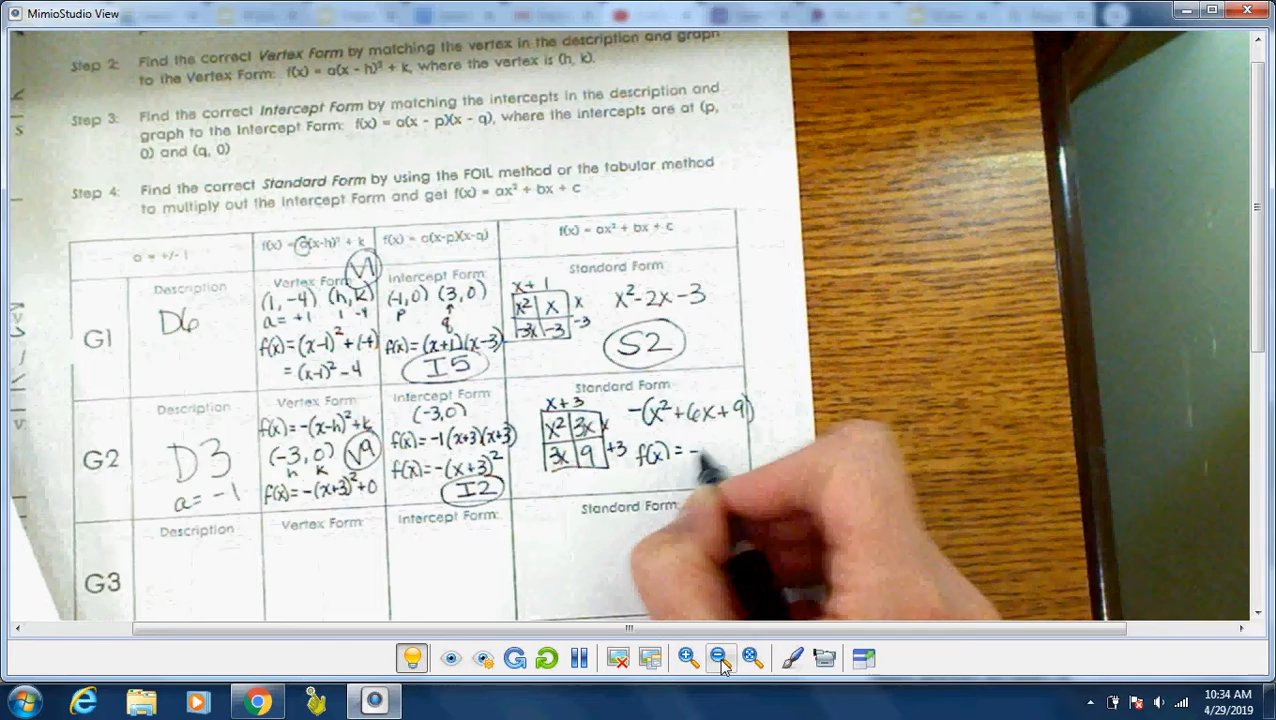 MimioStudio View
Step 2: Find the correct Vertex Form by matching the vertex in the description and graph
to the Vertex Form: f(x) = a(x - h)² + k, where the vertex is (h, k).
Step 3: Find the correct Intercept Form by matching the intercepts in the description and
graph to the Intercept Form: f(x) = a(x - p)(x - q), where the intercepts are at (p,
0) and (q, 0)
Step 4: Find the correct Standard Form by using the FOIL method or the tabular method
to multiply out the Intercept Form and get f(x) = ax² + bx + c
a = +/- 1
f(x) = a(x-h)² + k
f(x) = a(x-p)(x-q)
f(x) = ax² + bx + c
G1
Description
D6
Vertex Form
V1
(1, -4) (h, k)
a = +1 1 -4
f(x) = (x-1)² + (-4)
= (x-1)² - 4
Intercept Form:
(-1,0) (3,0)
p q
f(x) = (x+1)(x-3)
I5
Standard Form
x + 1
x² x x
-3x -3 -3
x² - 2x - 3
S2
G2
Description
D3
a = -1
Vertex Form:
f(x) = -(x-h)² + k
(-3, 0) V9
h k
f(x) = -(x+3)² + 0
Intercept Form:
(-3,0)
f(x) = -1(x+3)(x+3)
f(x) = -(x+3)²
I2
Standard Form
x + 3
x² 3x x
3x 9 +3
-(x² + 6x + 9)
f(x) = -
G3
Description
Vertex Form:
Intercept Form:
Standard Form
10:34 AM
4/29/2019